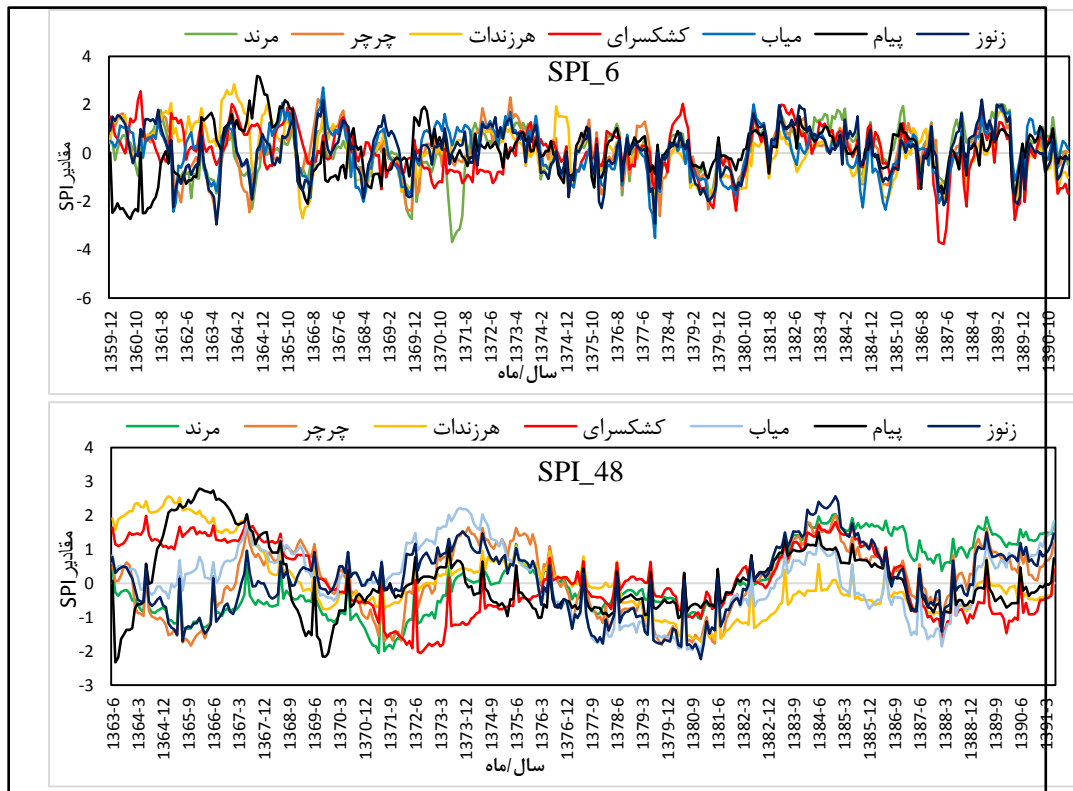 مرند چرچر هرزندات کشکسرای میاب پیام زنوز
SPI_6
مقادیر SPI
4
2
0
-2
-4
-6
1359-12 1360-10 1361-8 1362-6 1363-4 1364-2 1364-12 1365-10 1366-8 1367-6 1368-4 1369-2 1369-12 1370-10 1371-8 1372-6 1373-4 1374-2 1374-12 1375-10 1376-8 1377-6 1378-4 1379-2 1379-12 1380-10 1381-8 1382-6 1383-4 1384-2 1384-12 1385-10 1386-8 1387-6 1388-4 1389-2 1389-12 1390-10
سال/ماه
مرند چرچر هرزندات کشکسرای میاب پیام زنوز
SPI_48
مقادیر SPI
4
3
2
1
0
-1
-2
-3
1363-6 1364-3 1364-12 1365-9 1366-6 1367-3 1367-12 1368-9 1369-6 1370-3 1370-12 1371-9 1372-6 1373-3 1373-12 1374-9 1375-6 1376-3 1376-12 1377-9 1378-6 1379-3 1379-12 1380-9 1381-6 1382-3 1382-12 1383-9 1384-6 1385-3 1385-12 1386-9 1387-6 1388-3 1388-12 1389-9 1390-6 1391-3
سال/ماه